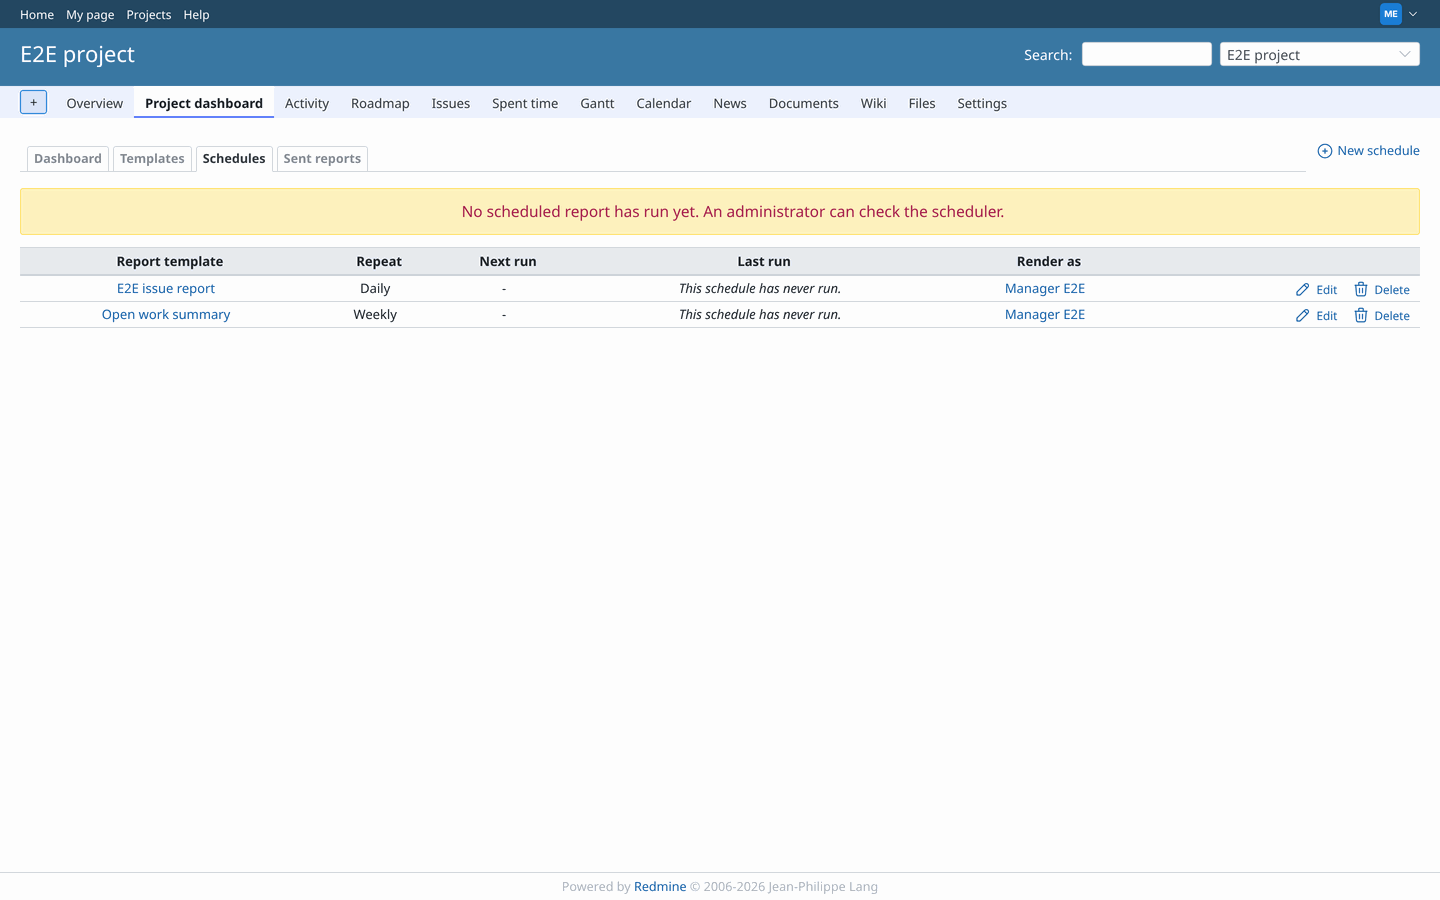 Home My page Projects Help ME
E2E project Search: E2E project
+ Overview Project dashboard Activity Roadmap Issues Spent time Gantt Calendar News Documents Wiki Files Settings
Dashboard Templates Schedules Sent reports New schedule
No scheduled report has run yet. An administrator can check the scheduler.
Report template Repeat Next run Last run Render as
E2E issue report Daily - This schedule has never run. Manager E2E Edit Delete
Open work summary Weekly - This schedule has never run. Manager E2E Edit Delete
Powered by Redmine © 2006-2026 Jean-Philippe Lang